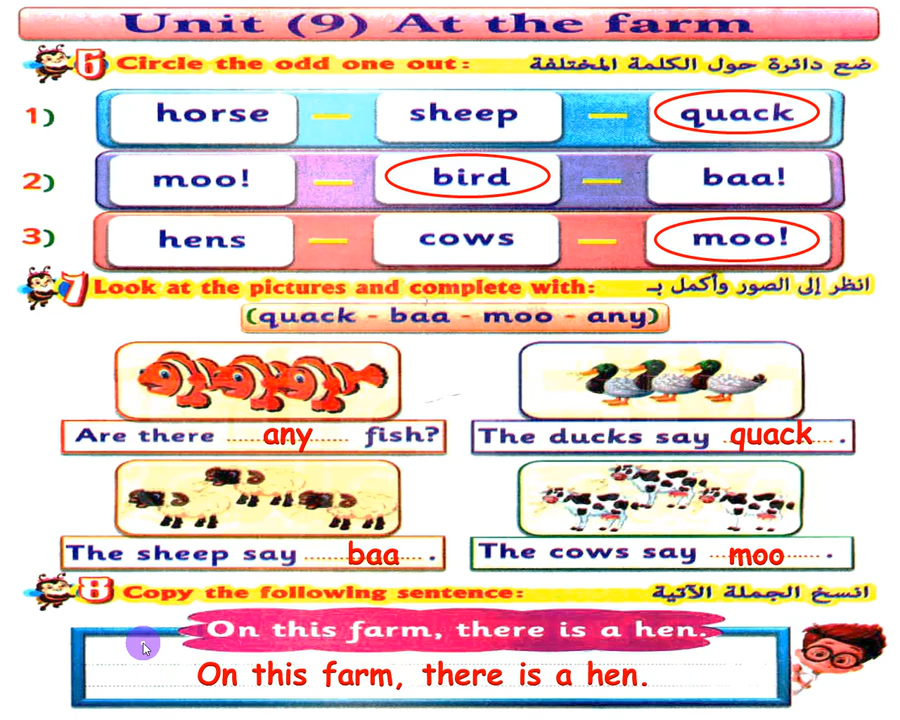 Unit (9) At the farm
6 Circle the odd one out: ضع دائرة حول الكلمة المختلفة
1) horse – sheep – quack
2) moo! – bird – baa!
3) hens – cows – moo!
7 Look at the pictures and complete with: انظر إلى الصور وأكمل بـ
(quack - baa - moo - any)
Are there any fish?
The ducks say quack.
The sheep say baa.
The cows say moo.
8 Copy the following sentence: انسخ الجملة الآتية
On this farm, there is a hen.
On this farm, there is a hen.